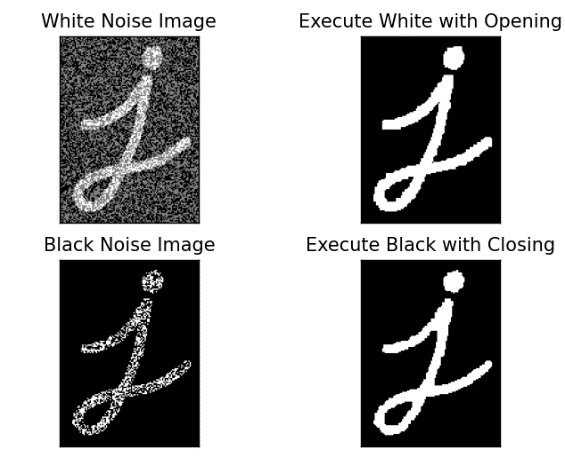 White Noise Image
Execute White with Opening
j
j
Black Noise Image
Execute Black with Closing
j
j